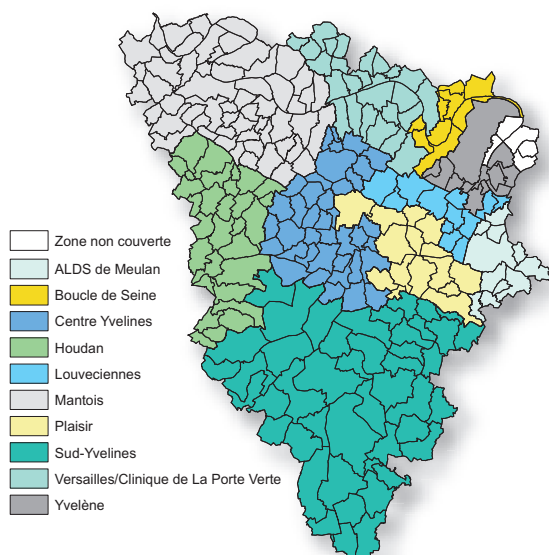 Zone non couverte
ALDS de Meulan
Boucle de Seine
Centre Yvelines
Houdan
Louveciennes
Mantois
Plaisir
Sud-Yvelines
Versailles/Clinique de La Porte Verte
Yvelène